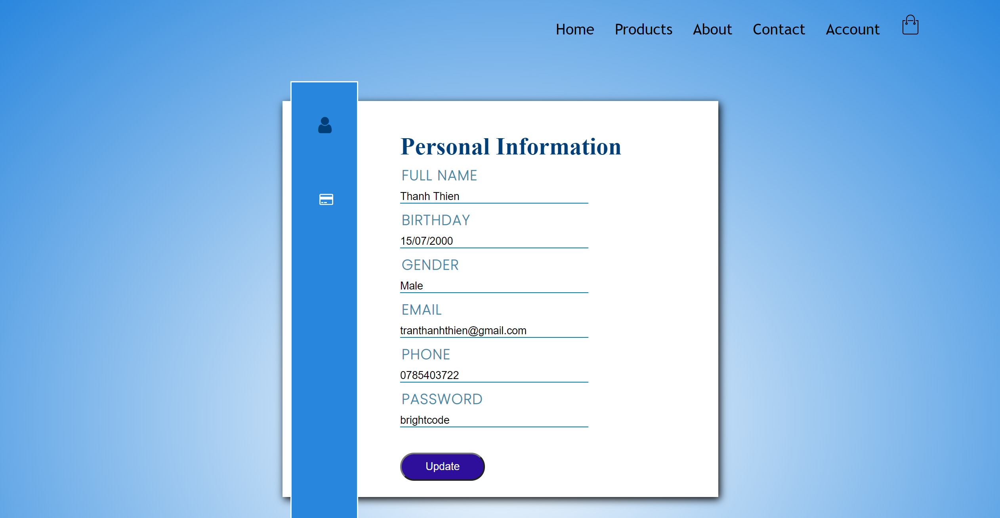 Home Products About Contact Account
Personal Information
FULL NAME
Thanh Thien
BIRTHDAY
15/07/2000
GENDER
Male
EMAIL
tranthanhthien@gmail.com
PHONE
0785403722
PASSWORD
brightcode
Update